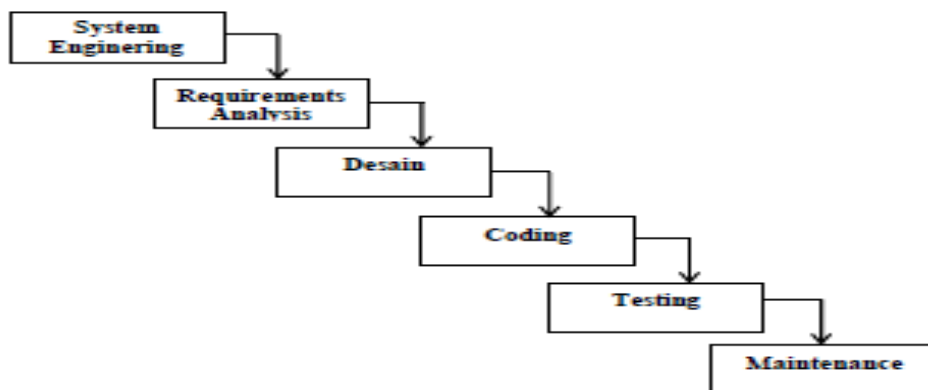 System
Enginering
Requirements
Analysis
Desain
Coding
Testing
Maintenance